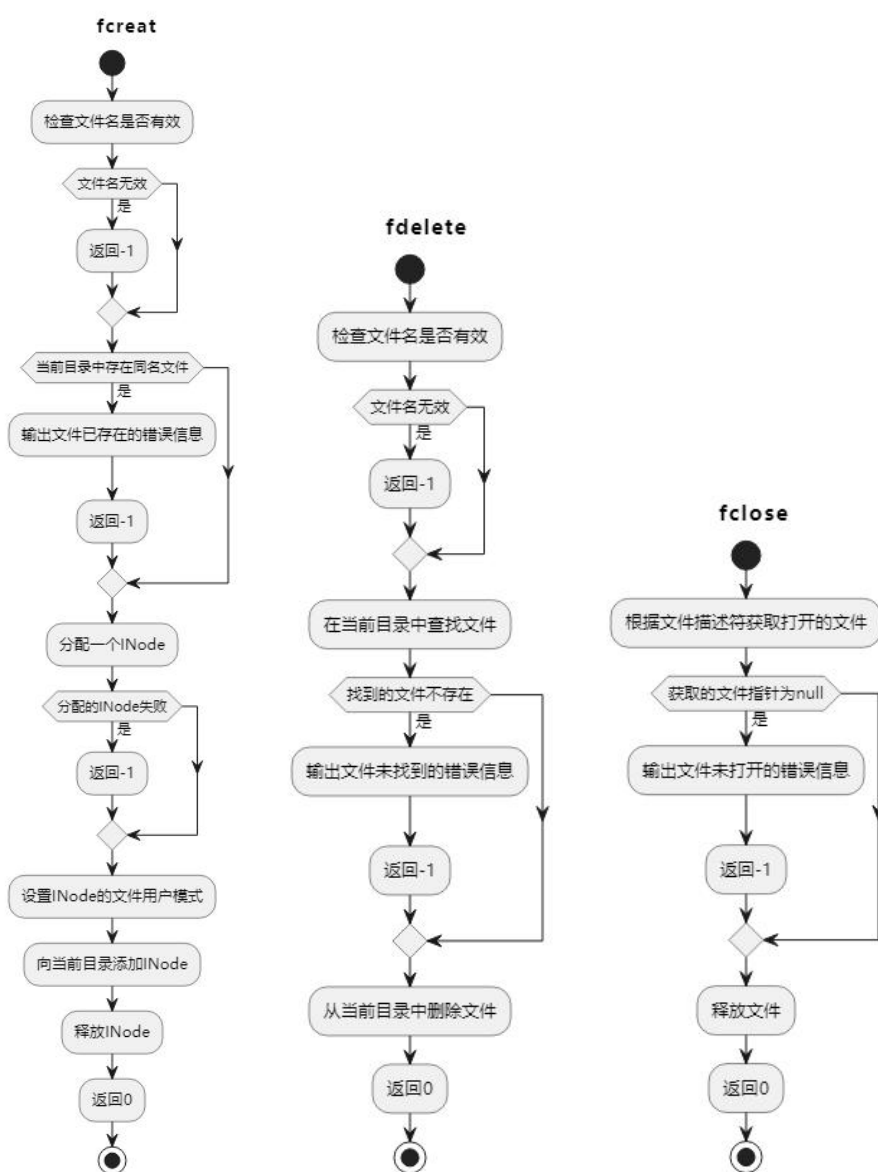 fcreat
检查文件名是否有效
文件名无效
是
返回-1
当前目录中存在同名文件
是
输出文件已存在的错误信息
返回-1
分配一个INode
分配的INode失败
是
返回-1
设置INode的文件用户模式
向当前目录添加INode
释放INode
返回0
fdelete
检查文件名是否有效
文件名无效
是
返回-1
在当前目录中查找文件
找到的文件不存在
是
输出文件未找到的错误信息
返回-1
从当前目录中删除文件
返回0
fclose
根据文件描述符获取打开的文件
获取的文件指针为null
是
输出文件未打开的错误信息
返回-1
释放文件
返回0